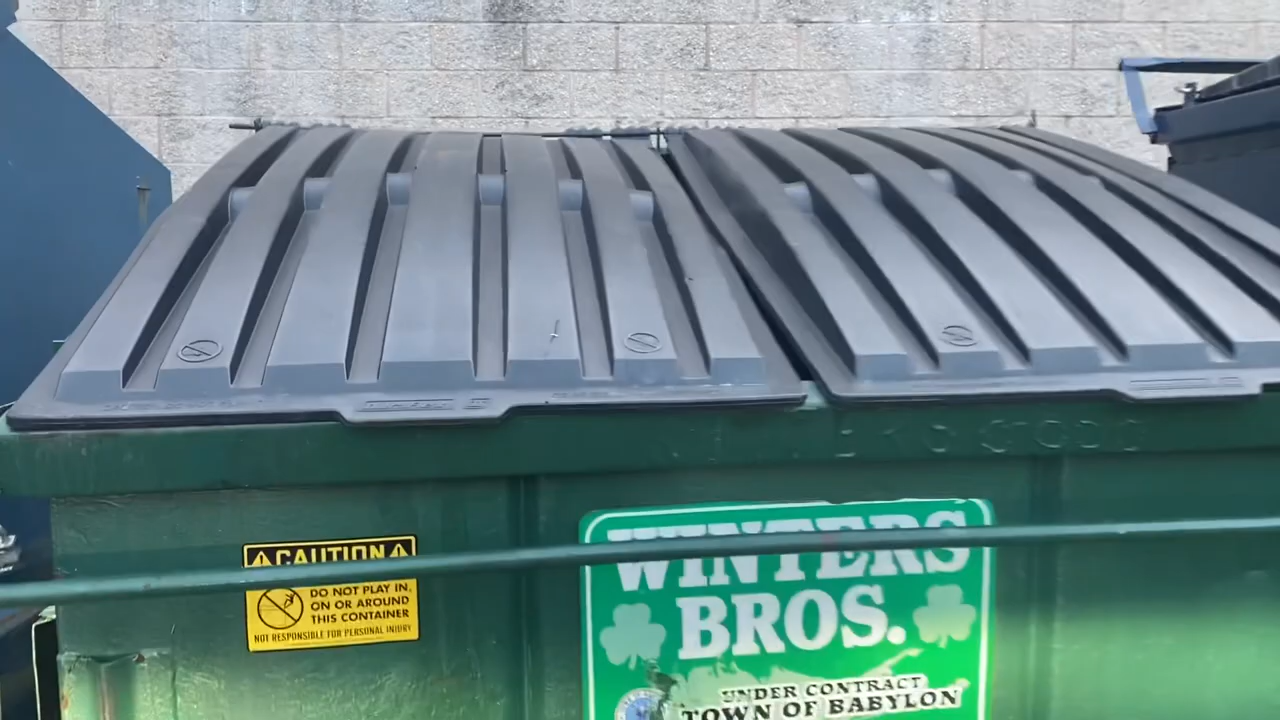 CAUTION
DO NOT PLAY IN,
ON OR AROUND
THIS CONTAINER
NOT RESPONSIBLE FOR PERSONAL INJURY
WINTERS
BROS.
UNDER CONTRACT
TOWN OF BABYLON